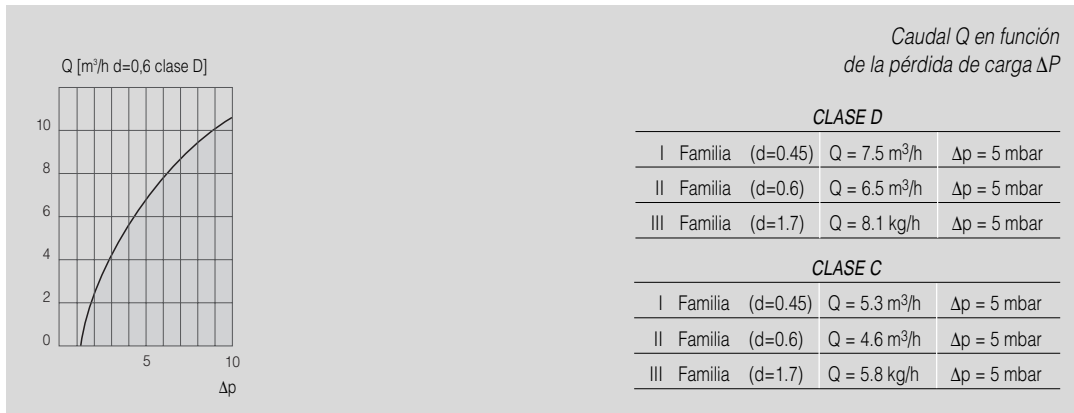 Caudal Q en función
de la pérdida de carga ΔP
Q [m³/h d=0,6 clase D]
10
8
6
4
2
0
5
10
Δp
CLASE D
I Familia (d=0.45) Q = 7.5 m³/h Δp = 5 mbar
II Familia (d=0.6) Q = 6.5 m³/h Δp = 5 mbar
III Familia (d=1.7) Q = 8.1 kg/h Δp = 5 mbar
CLASE C
I Familia (d=0.45) Q = 5.3 m³/h Δp = 5 mbar
II Familia (d=0.6) Q = 4.6 m³/h Δp = 5 mbar
III Familia (d=1.7) Q = 5.8 kg/h Δp = 5 mbar